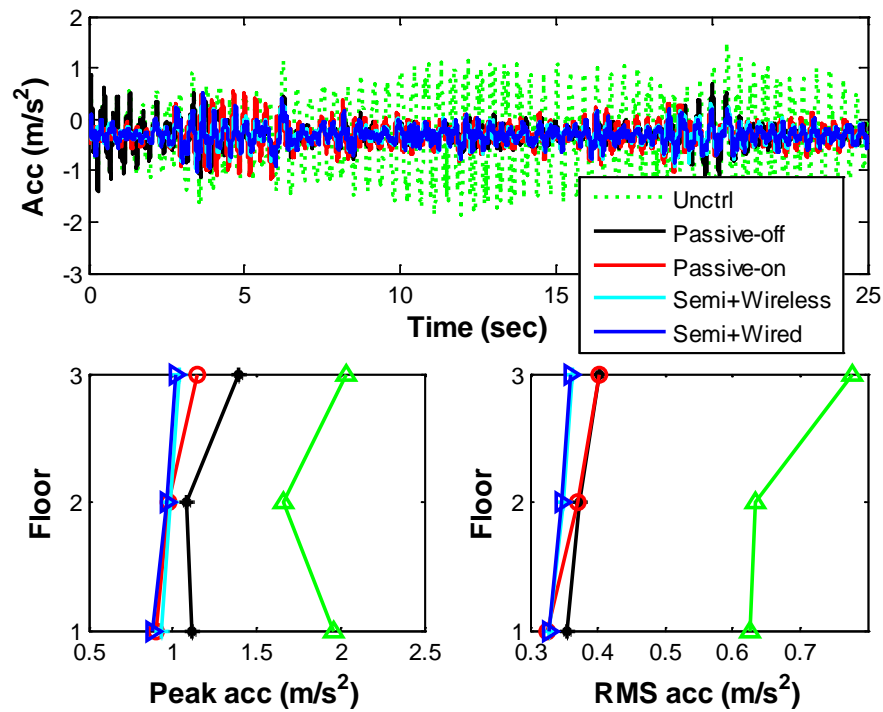 2
1
0
-1
-2
-3
Acc (m/s²)
0
5
10
15
20
25
Time (sec)
Unctrl
Passive-off
Passive-on
Semi+Wireless
Semi+Wired
3
2
1
Floor
0.5
1
1.5
2
2.5
Peak acc (m/s²)
3
2
1
Floor
0.3
0.4
0.5
0.6
0.7
RMS acc (m/s²)